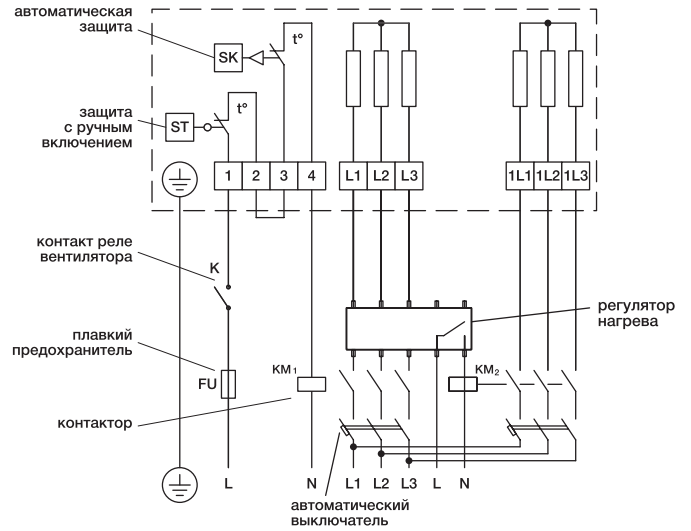 автоматическая
защита
SK
t°
защита
с ручным
включением
ST
t°
1 2 3 4
L1 L2 L3
1L1 1L2 1L3
контакт реле
вентилятора
K
регулятор
нагрева
плавкий
предохранитель
FU
KM1
KM2
контактор
L N L1 L2 L3 L N
автоматический
выключатель